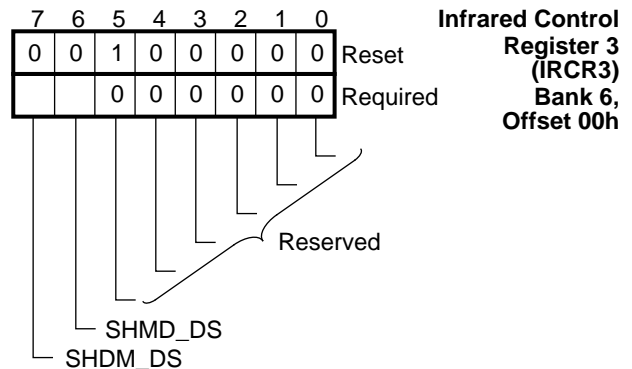 7 6 5 4 3 2 1 0
0 0 1 0 0 0 0 0 Reset
0 0 0 0 0 0 Required
Infrared Control
Register 3
(IRCR3)
Bank 6,
Offset 00h
Reserved
SHMD_DS
SHDM_DS